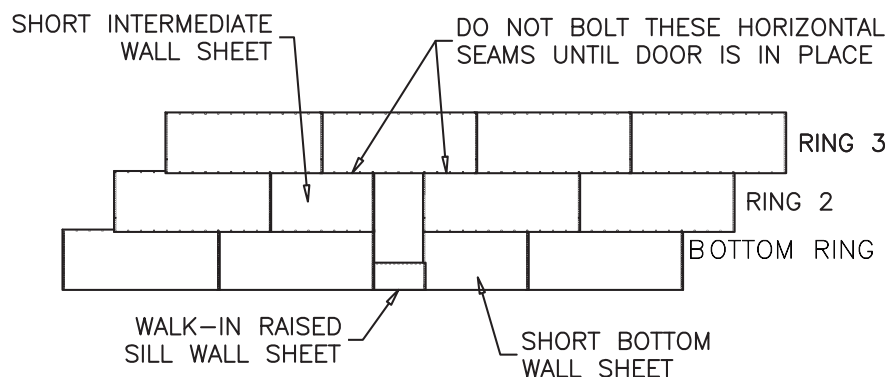 SHORT INTERMEDIATE
WALL SHEET
DO NOT BOLT THESE HORIZONTAL
SEAMS UNTIL DOOR IS IN PLACE
RING 3
RING 2
BOTTOM RING
WALK-IN RAISED
SILL WALL SHEET
SHORT BOTTOM
WALL SHEET